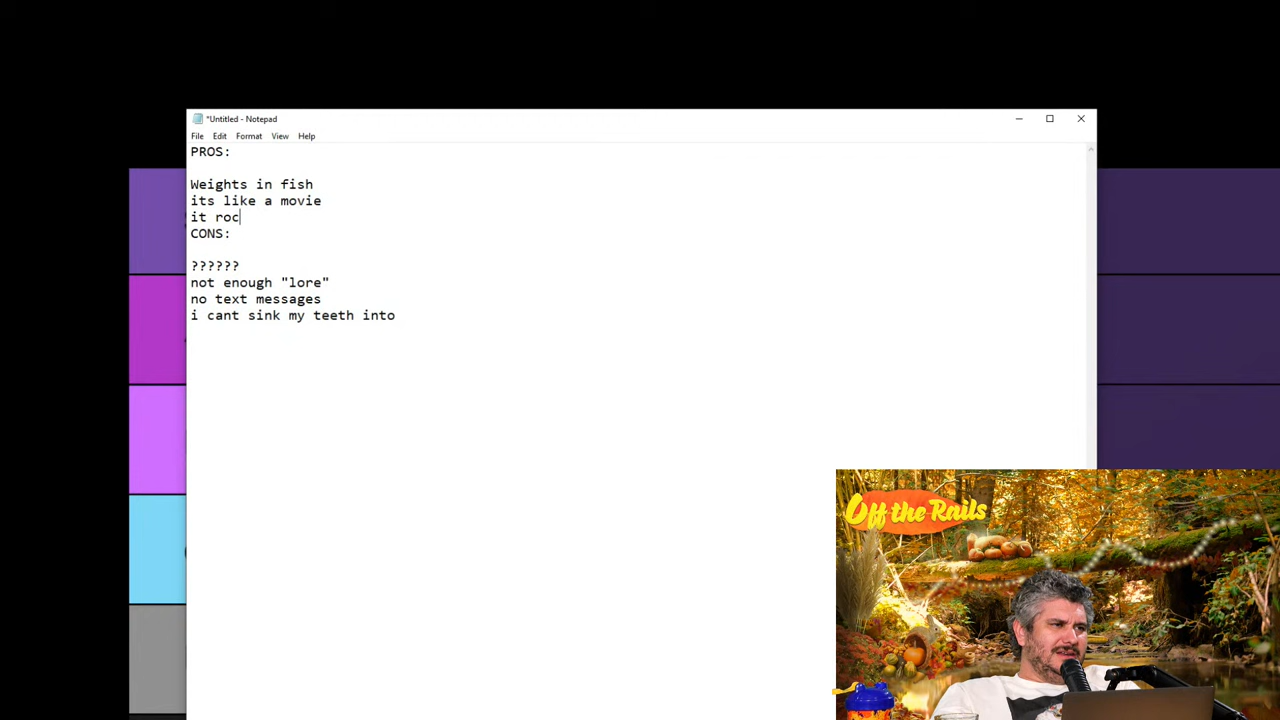 *Untitled - Notepad
File Edit Format View Help
PROS:
Weights in fish
its like a movie
it roc
CONS:
??????
not enough "lore"
no text messages
i cant sink my teeth into
Off the Rails